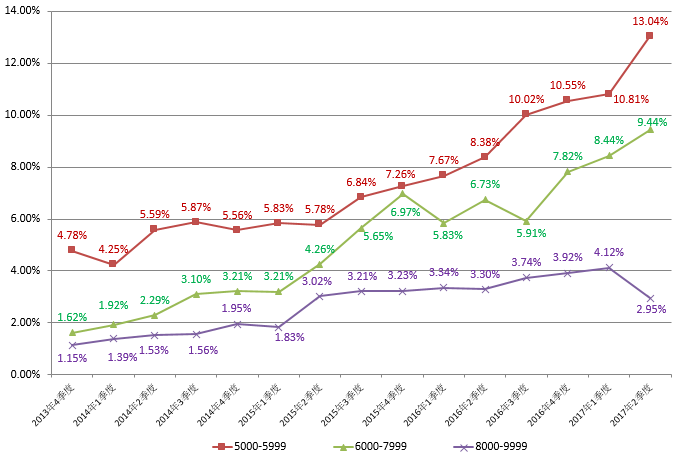 14.00%
12.00%
10.00%
8.00%
6.00%
4.00%
2.00%
0.00%
4.78% 4.25% 5.59% 5.87% 5.56% 5.83% 5.78% 6.84% 7.26% 7.67% 8.38% 10.02% 10.55% 10.81% 13.04%
1.62% 1.92% 2.29% 3.10% 3.21% 3.21% 4.26% 5.65% 6.97% 5.83% 6.73% 5.91% 7.82% 8.44% 9.44%
1.15% 1.39% 1.53% 1.56% 1.95% 1.83% 3.02% 3.21% 3.23% 3.34% 3.30% 3.74% 3.92% 4.12% 2.95%
2013年4季度 2014年1季度 2014年2季度 2014年3季度 2014年4季度 2015年1季度 2015年2季度 2015年3季度 2015年4季度 2016年1季度 2016年2季度 2016年3季度 2016年4季度 2017年1季度 2017年2季度
5000-5999 6000-7999 8000-9999